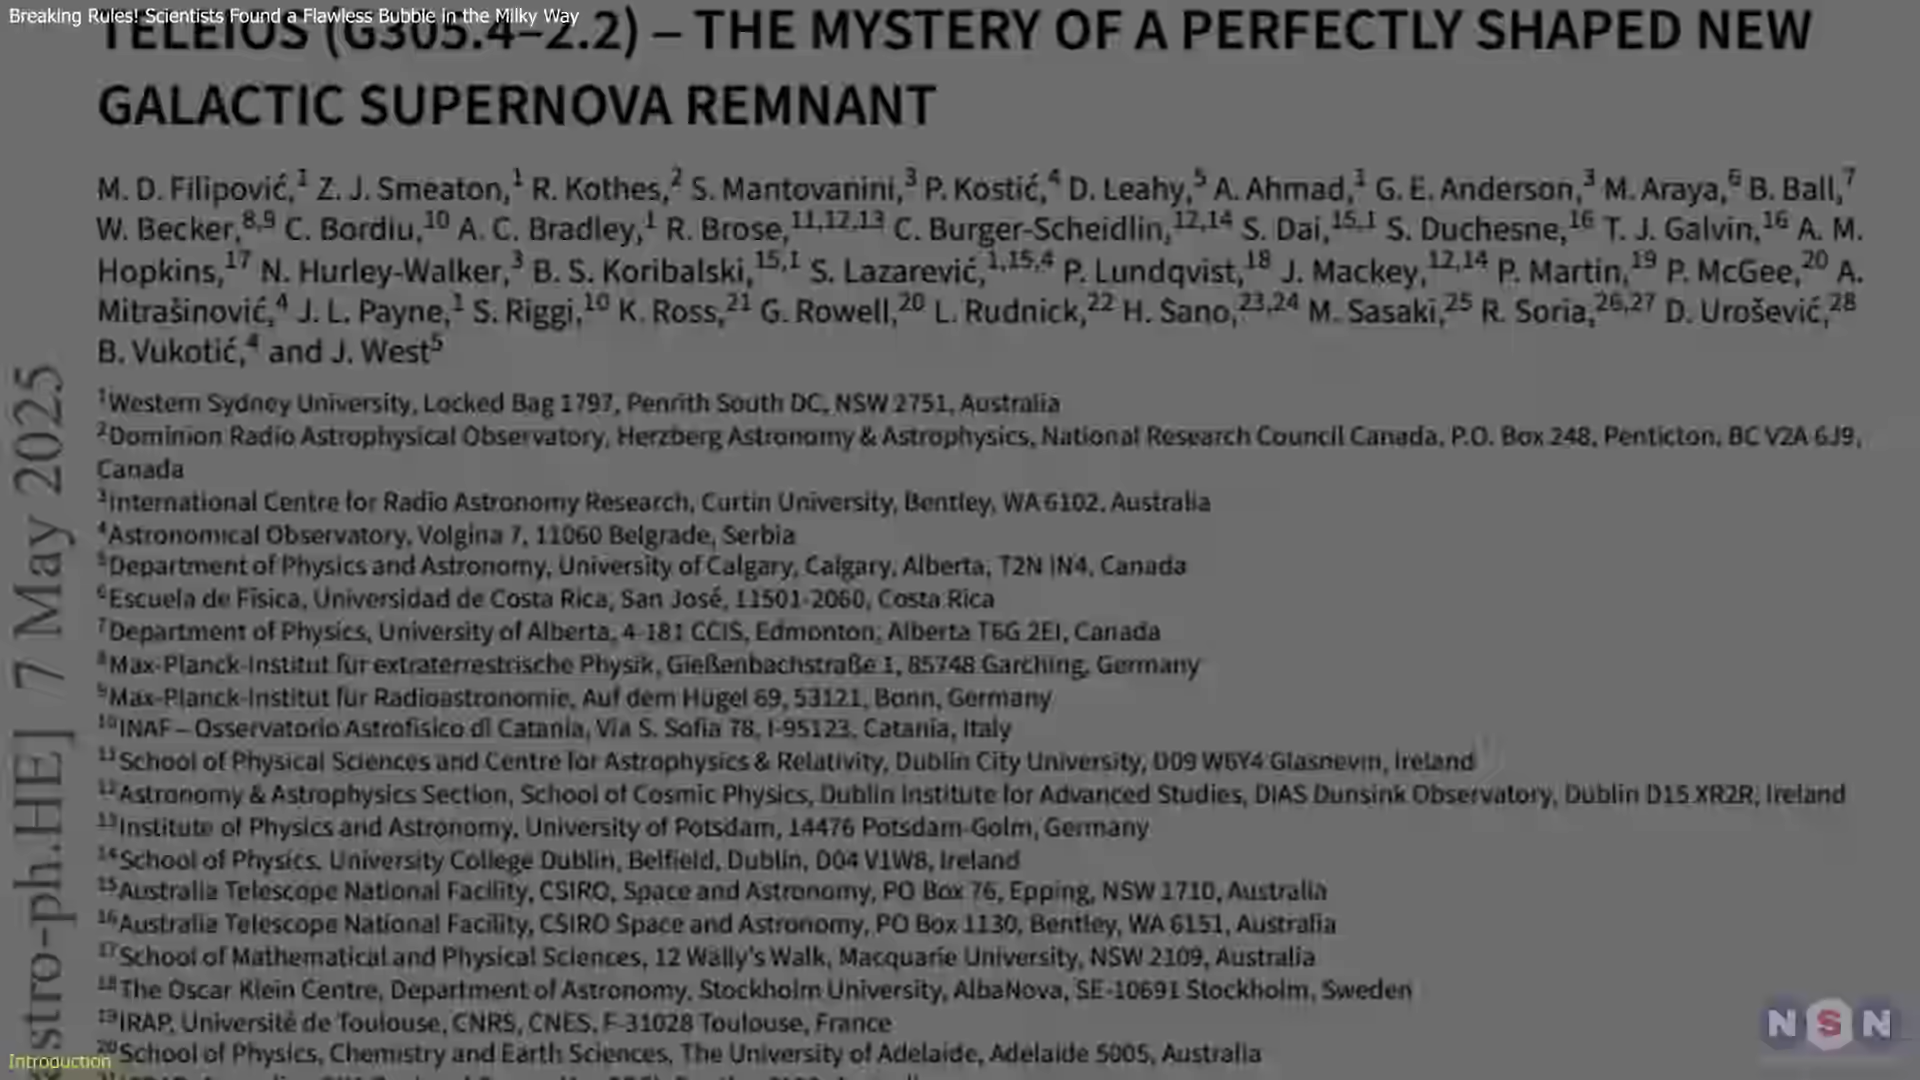 Breaking Rules! Scientists Found a Flawless Bubble in the Milky Way
TELEIOS (G305.4–2.2) – THE MYSTERY OF A PERFECTLY SHAPED NEW
GALACTIC SUPERNOVA REMNANT
M. D. Filipović,1 Z. J. Smeaton,1 R. Kothes,2 S. Mantovanini,3 P. Kostić,4 D. Leahy,5 A. Ahmad,1 G. E. Anderson,3 M. Araya,6 B. Ball,7
W. Becker,8,9 C. Bordiu,10 A. C. Bradley,1 R. Brose,11,12,13 C. Burger-Scheidlin,12,14 S. Dai,15,1 S. Duchesne,16 T. J. Galvin,16 A. M.
Hopkins,17 N. Hurley-Walker,3 B. S. Koribalski,15,1 S. Lazarević,1,15,4 P. Lundqvist,18 J. Mackey,12,14 P. Martin,19 P. McGee,20 A.
Mitrašinović,4 J. L. Payne,1 S. Riggi,10 K. Ross,21 G. Rowell,20 L. Rudnick,22 H. Sano,23,24 M. Sasaki,25 R. Soria,26,27 D. Urošević,28
B. Vukotić,4 and J. West5
1Western Sydney University, Locked Bag 1797, Penrith South DC, NSW 2751, Australia
2Dominion Radio Astrophysical Observatory, Herzberg Astronomy & Astrophysics, National Research Council Canada, P.O. Box 248, Penticton, BC V2A 6J9,
Canada
3International Centre for Radio Astronomy Research, Curtin University, Bentley, WA 6102, Australia
4Astronomical Observatory, Volgina 7, 11060 Belgrade, Serbia
5Department of Physics and Astronomy, University of Calgary, Calgary, Alberta, T2N IN4, Canada
6Escuela de Física, Universidad de Costa Rica, San José, 11501-2060, Costa Rica
7Department of Physics, University of Alberta, 4-181 CCIS, Edmonton, Alberta T6G 2E1, Canada
8Max-Planck-Institut für extraterrestrische Physik, Gießenbachstraße 1, 85748 Garching, Germany
9Max-Planck-Institut für Radioastronomie, Auf dem Hügel 69, 53121, Bonn, Germany
10INAF – Osservatorio Astrofisico di Catania, Via S. Sofia 78, I-95123, Catania, Italy
11School of Physical Sciences and Centre for Astrophysics & Relativity, Dublin City University, D09 W6Y4 Glasnevin, Ireland
12Astronomy & Astrophysics Section, School of Cosmic Physics, Dublin Institute for Advanced Studies, DIAS Dunsink Observatory, Dublin D15 XR2R, Ireland
13Institute of Physics and Astronomy, University of Potsdam, 14476 Potsdam-Golm, Germany
14School of Physics, University College Dublin, Belfield, Dublin, D04 V1W8, Ireland
15Australia Telescope National Facility, CSIRO, Space and Astronomy, PO Box 76, Epping, NSW 1710, Australia
16Australia Telescope National Facility, CSIRO Space and Astronomy, PO Box 1130, Bentley, WA 6151, Australia
17School of Mathematical and Physical Sciences, 12 Wally's Walk, Macquarie University, NSW 2109, Australia
18The Oscar Klein Centre, Department of Astronomy, Stockholm University, AlbaNova, SE-10691 Stockholm, Sweden
19IRAP, Université de Toulouse, CNRS, CNES, F-31028 Toulouse, France
20School of Physics, Chemistry and Earth Sciences, The University of Adelaide, Adelaide 5005, Australia
stro-ph.HE] 7 May 2025
Introduction
NSN